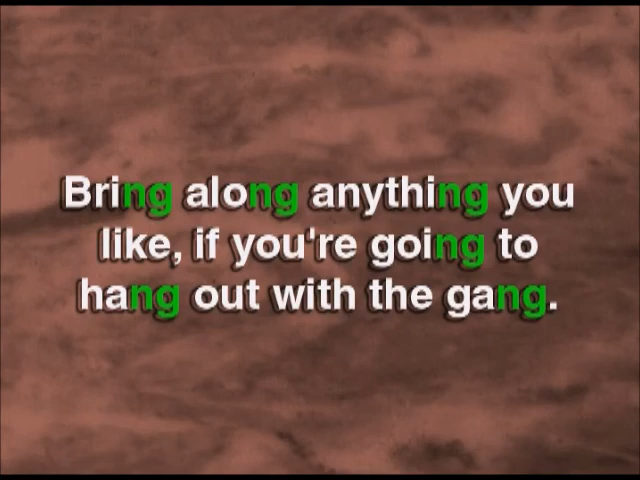 Bring along anything you
like, if you're going to
hang out with the gang.